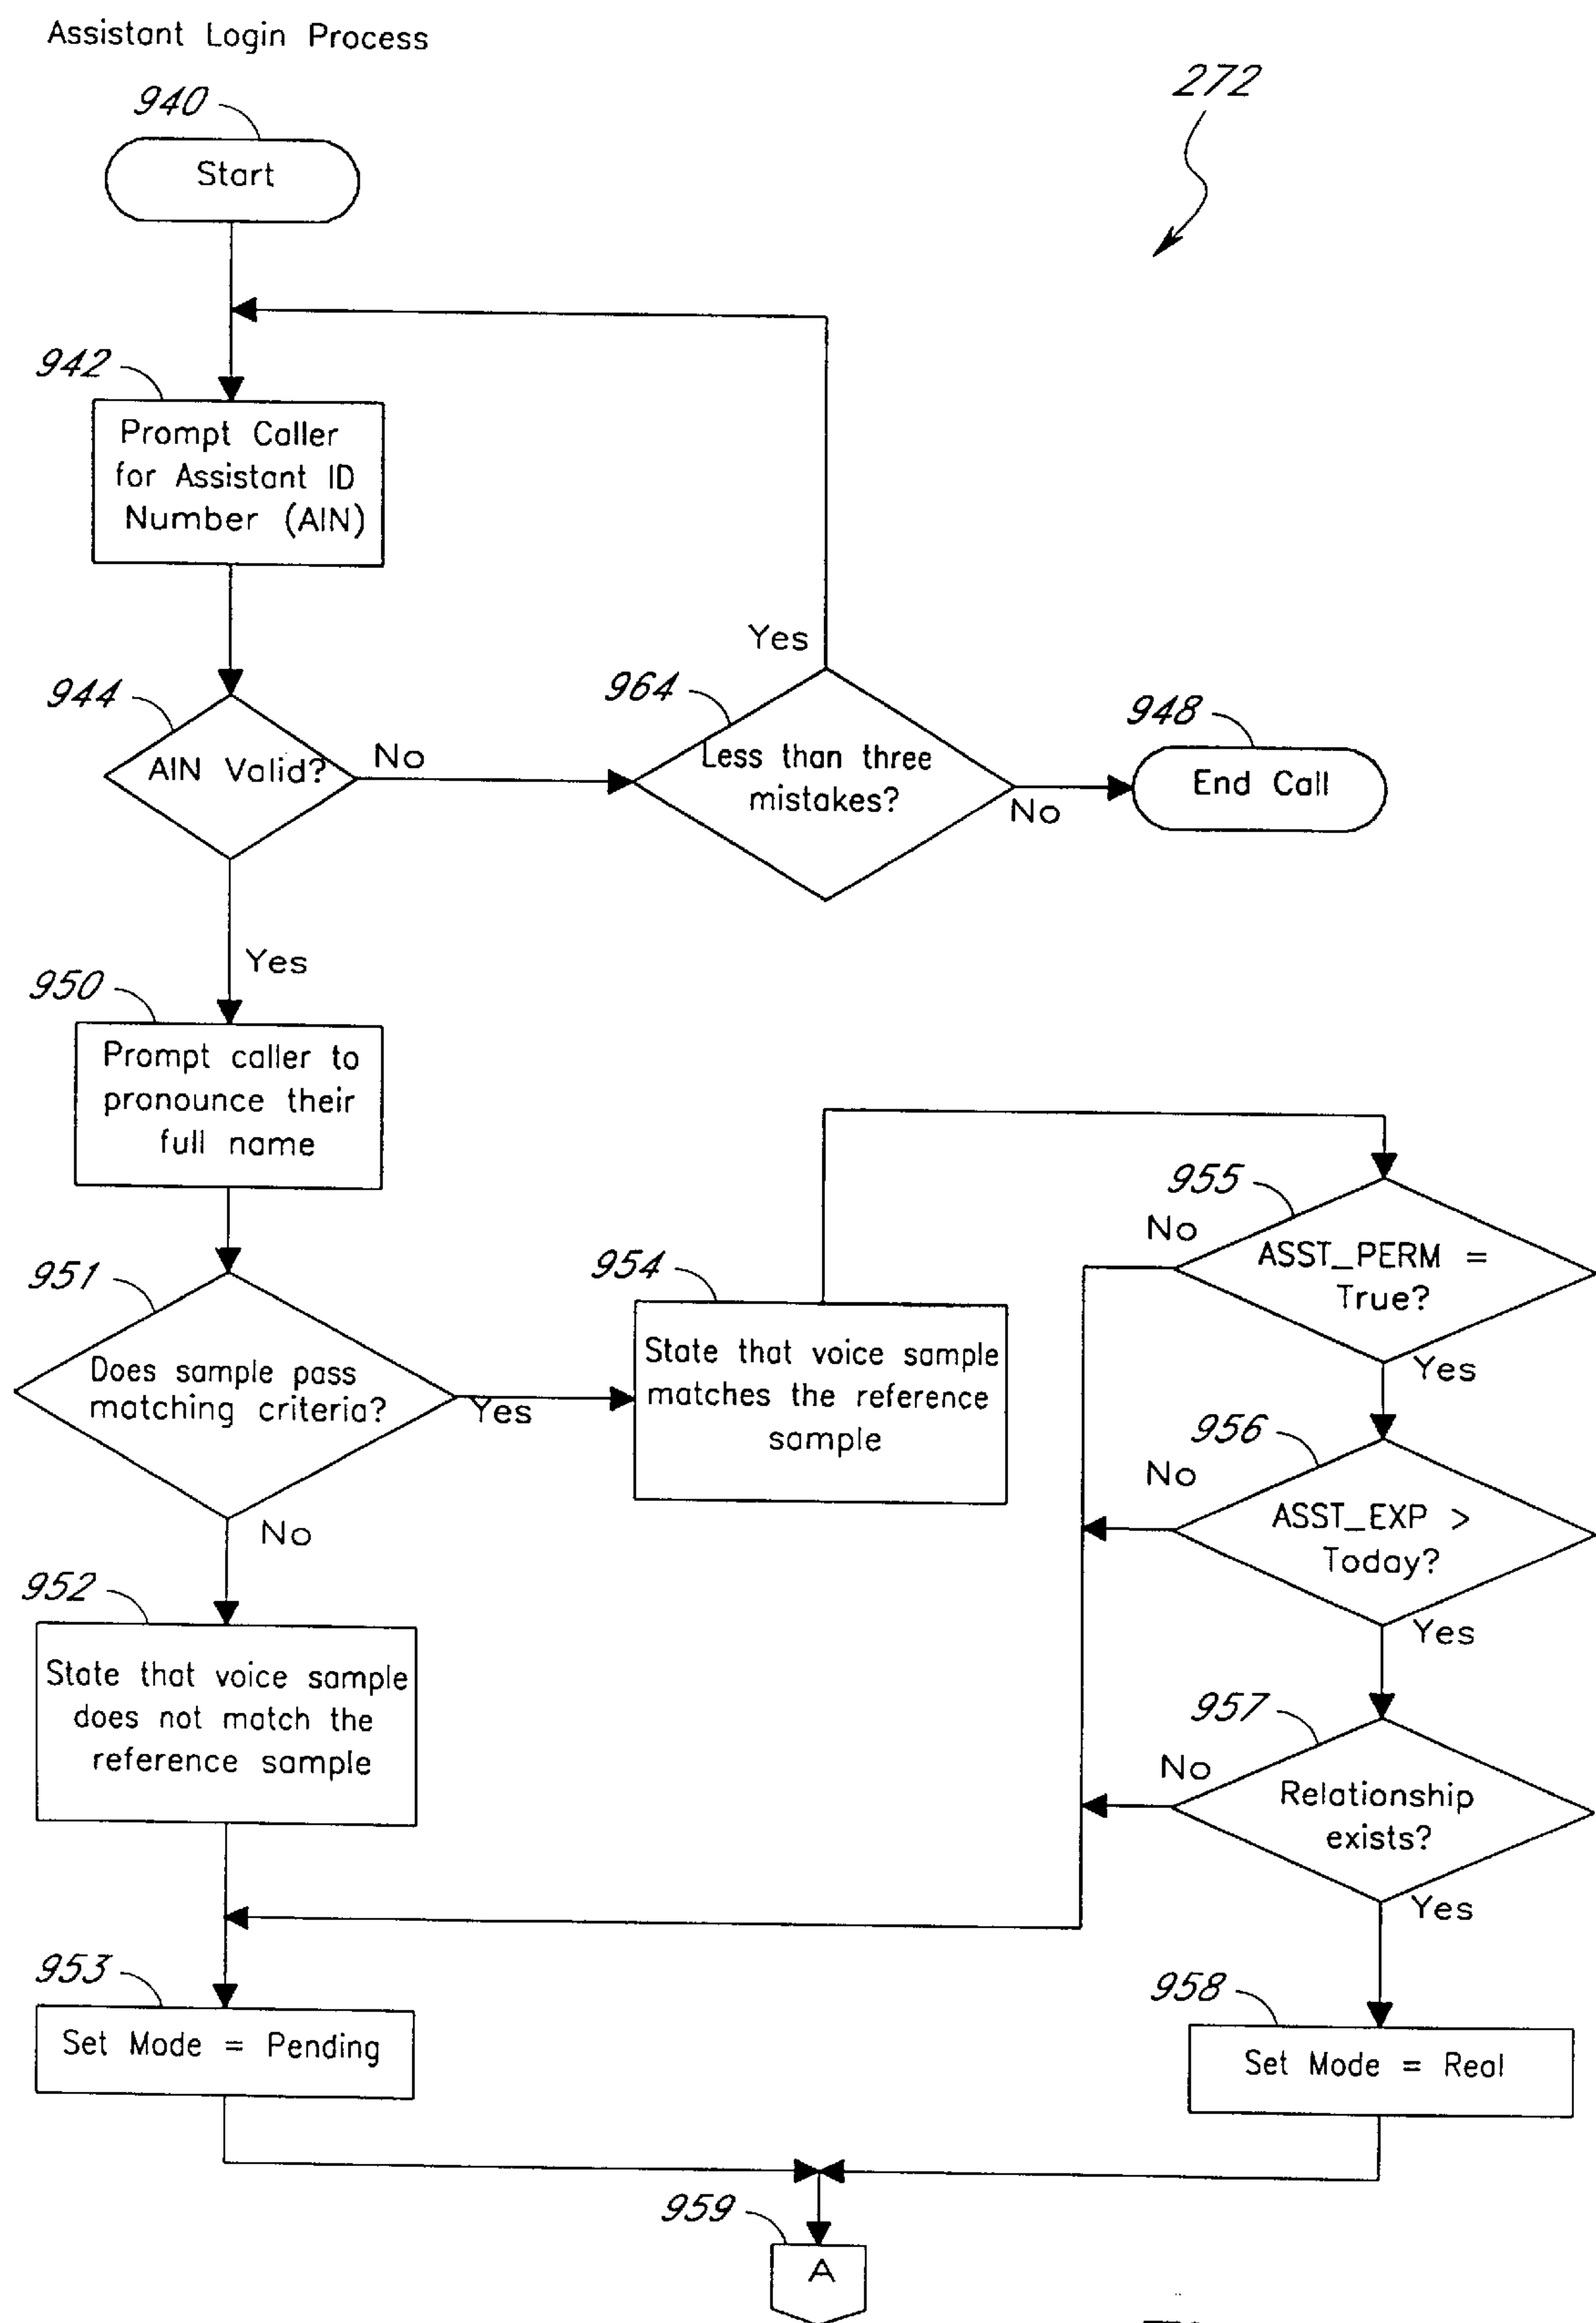 Assistant Login Process
272
940
Start
942
Prompt Caller
for Assistant ID
Number (AIN)
Yes
944
AIN Valid?
No
964
Less than three
mistakes?
No
948
End Call
Yes
950
Prompt caller to
pronounce their
full name
951
Does sample pass
matching criteria?
Yes
No
954
State that voice sample
matches the reference
sample
955
No
ASST_PERM =
True?
Yes
956
No
ASST_EXP >
Today?
Yes
952
State that voice sample
does not match the
reference sample
957
No
Relationship
exists?
Yes
953
Set Mode = Pending
958
Set Mode = Real
959
A